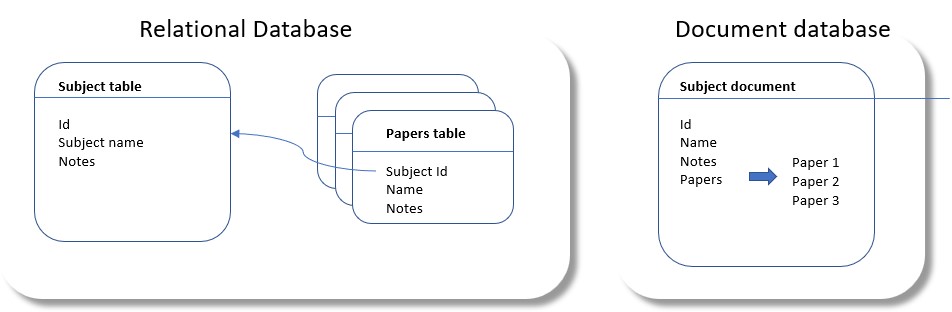 Relational Database
Subject table
Id
Subject name
Notes
Papers table
Subject Id
Name
Notes
Document database
Subject document
Id
Name
Notes
Papers
Paper 1
Paper 2
Paper 3